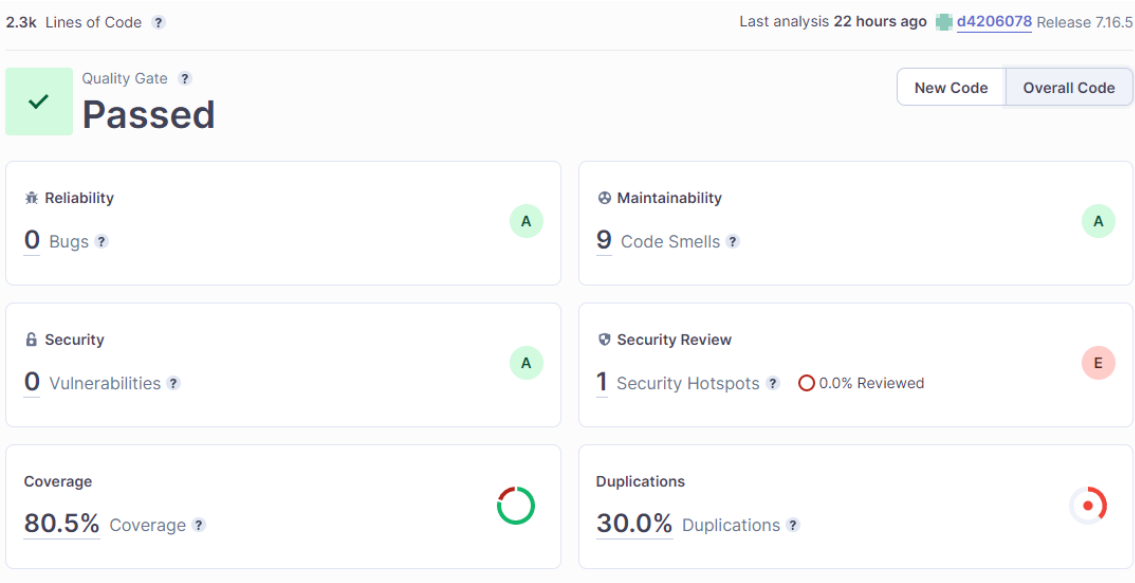 2.3k Lines of Code ? Last analysis 22 hours ago d4206078 Release 7.16.5
Quality Gate ?
Passed
New Code Overall Code
Reliability
0 Bugs ?
A
Maintainability
9 Code Smells ?
A
Security
0 Vulnerabilities ?
A
Security Review
1 Security Hotspots ? 0.0% Reviewed
E
Coverage
80.5% Coverage ?
Duplications
30.0% Duplications ?